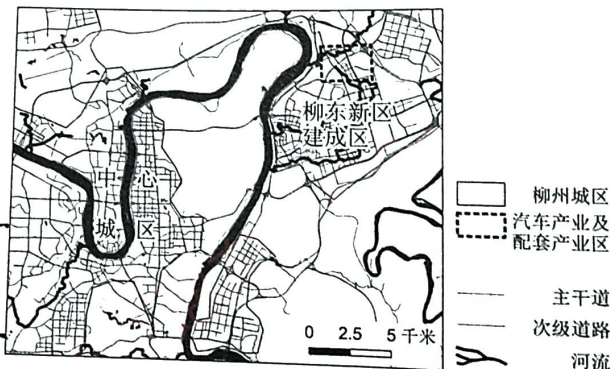 柳东新区
建成区
中心
城区
0 2.5 5 千米
柳州城区
汽车产业及
配套产业区
主干道
次级道路
河流